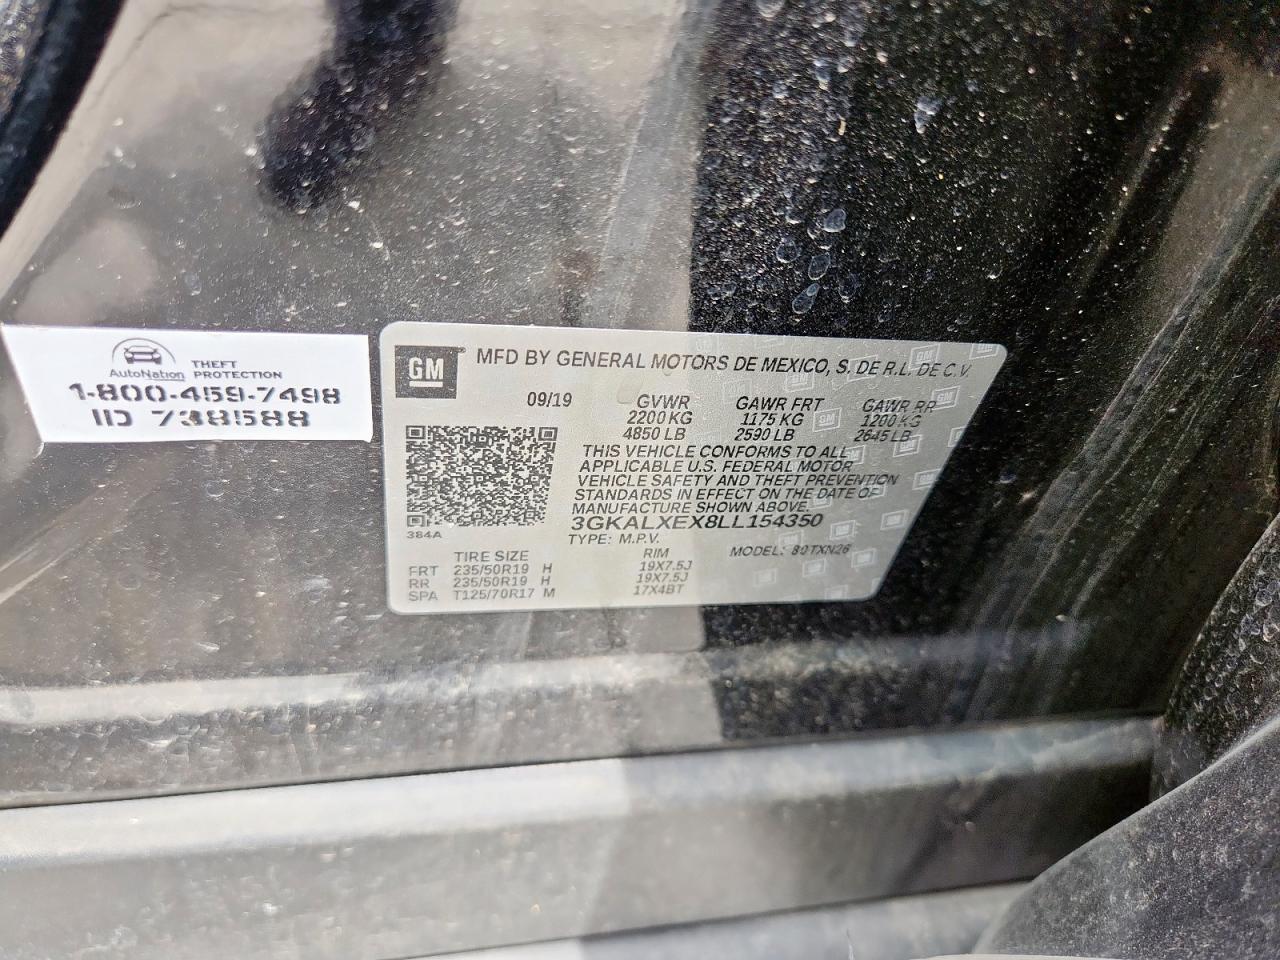 AutoNation THEFT PROTECTION
1-800-459-7498
ID 738588
GM
MFD BY GENERAL MOTORS DE MEXICO, S. DE R.L. DE C.V.
09/19 GVWR GAWR FRT GAWR RR
2200 KG 1175 KG 1200 KG
4850 LB 2590 LB 2645 LB
THIS VEHICLE CONFORMS TO ALL
APPLICABLE U.S. FEDERAL MOTOR
VEHICLE SAFETY AND THEFT PREVENTION
STANDARDS IN EFFECT ON THE DATE OF
MANUFACTURE SHOWN ABOVE.
3GKALXEX8LL154350
384A
TYPE: M.P.V. MODEL: 80TXN26
TIRE SIZE RIM
FRT 235/50R19 H 19X7.5J
RR 235/50R19 H 19X7.5J
SPA T125/70R17 M 17X4BT